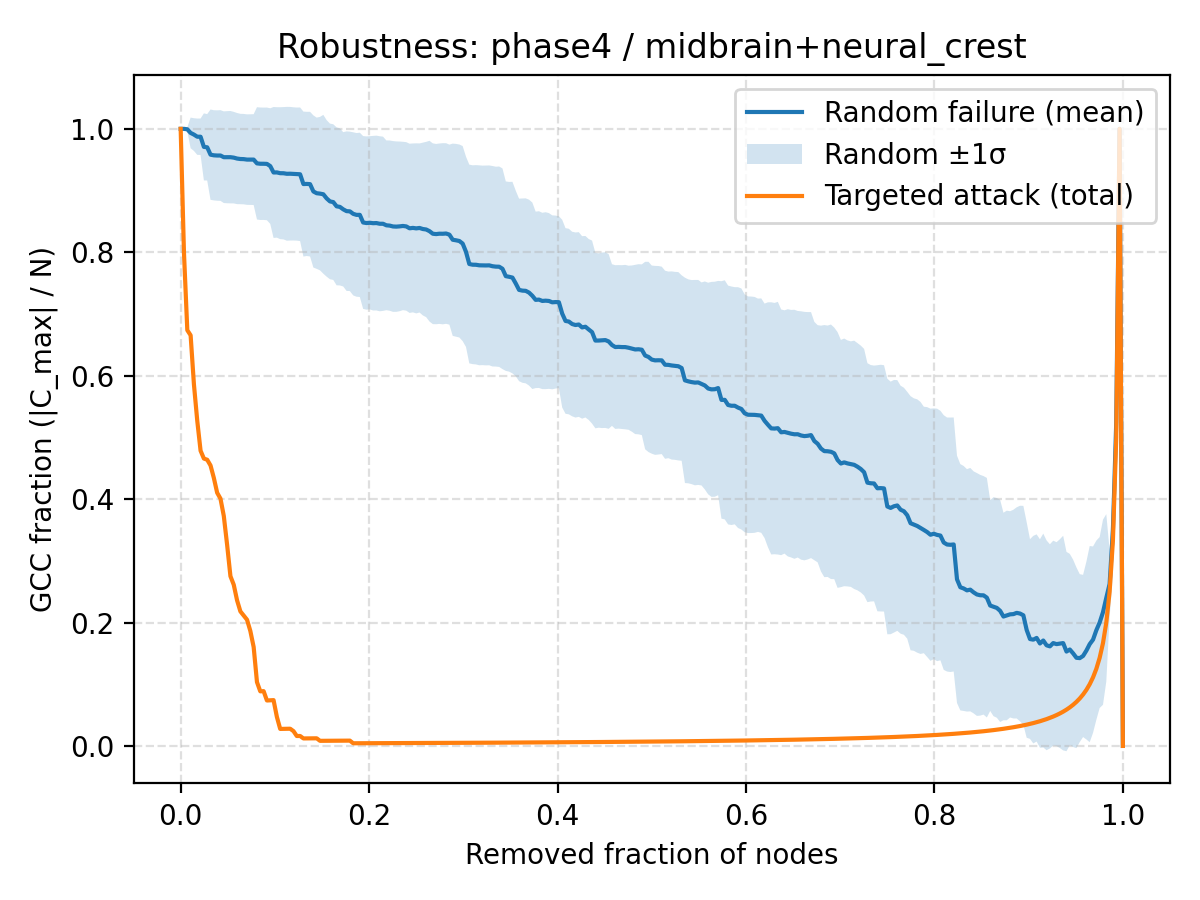 Robustness: phase4 / midbrain+neural_crest
Random failure (mean)
Random ±1σ
Targeted attack (total)
GCC fraction (|C_max| / N)
1.0
0.8
0.6
0.4
0.2
0.0
0.0 0.2 0.4 0.6 0.8 1.0
Removed fraction of nodes